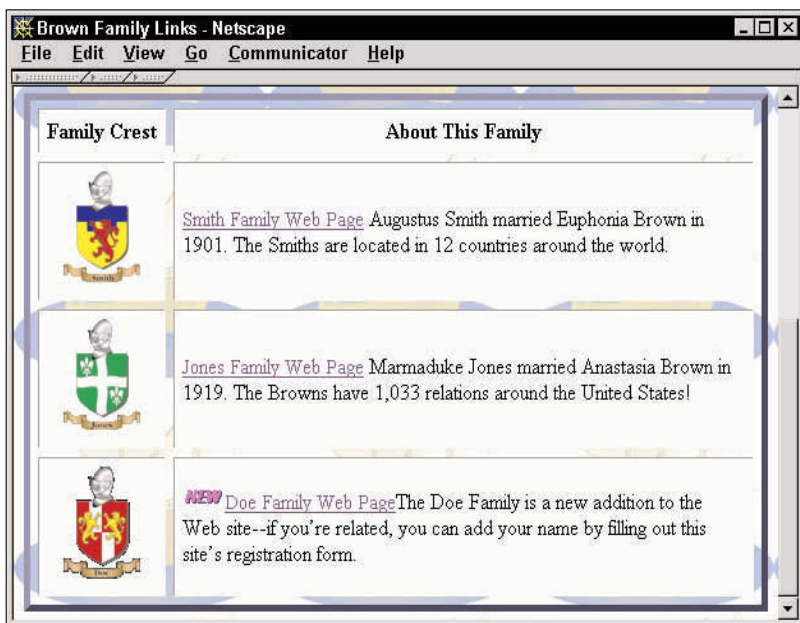 Brown Family Links - Netscape
File Edit View Go Communicator Help
Family Crest
About This Family
Smith
Smith Family Web Page Augustus Smith married Euphonia Brown in
1901. The Smiths are located in 12 countries around the world.
Jones
Jones Family Web Page Marmaduke Jones married Anastasia Brown in
1919. The Browns have 1,033 relations around the United States!
Doe
NEW Doe Family Web PageThe Doe Family is a new addition to the
Web site--if you're related, you can add your name by filling out this
site's registration form.